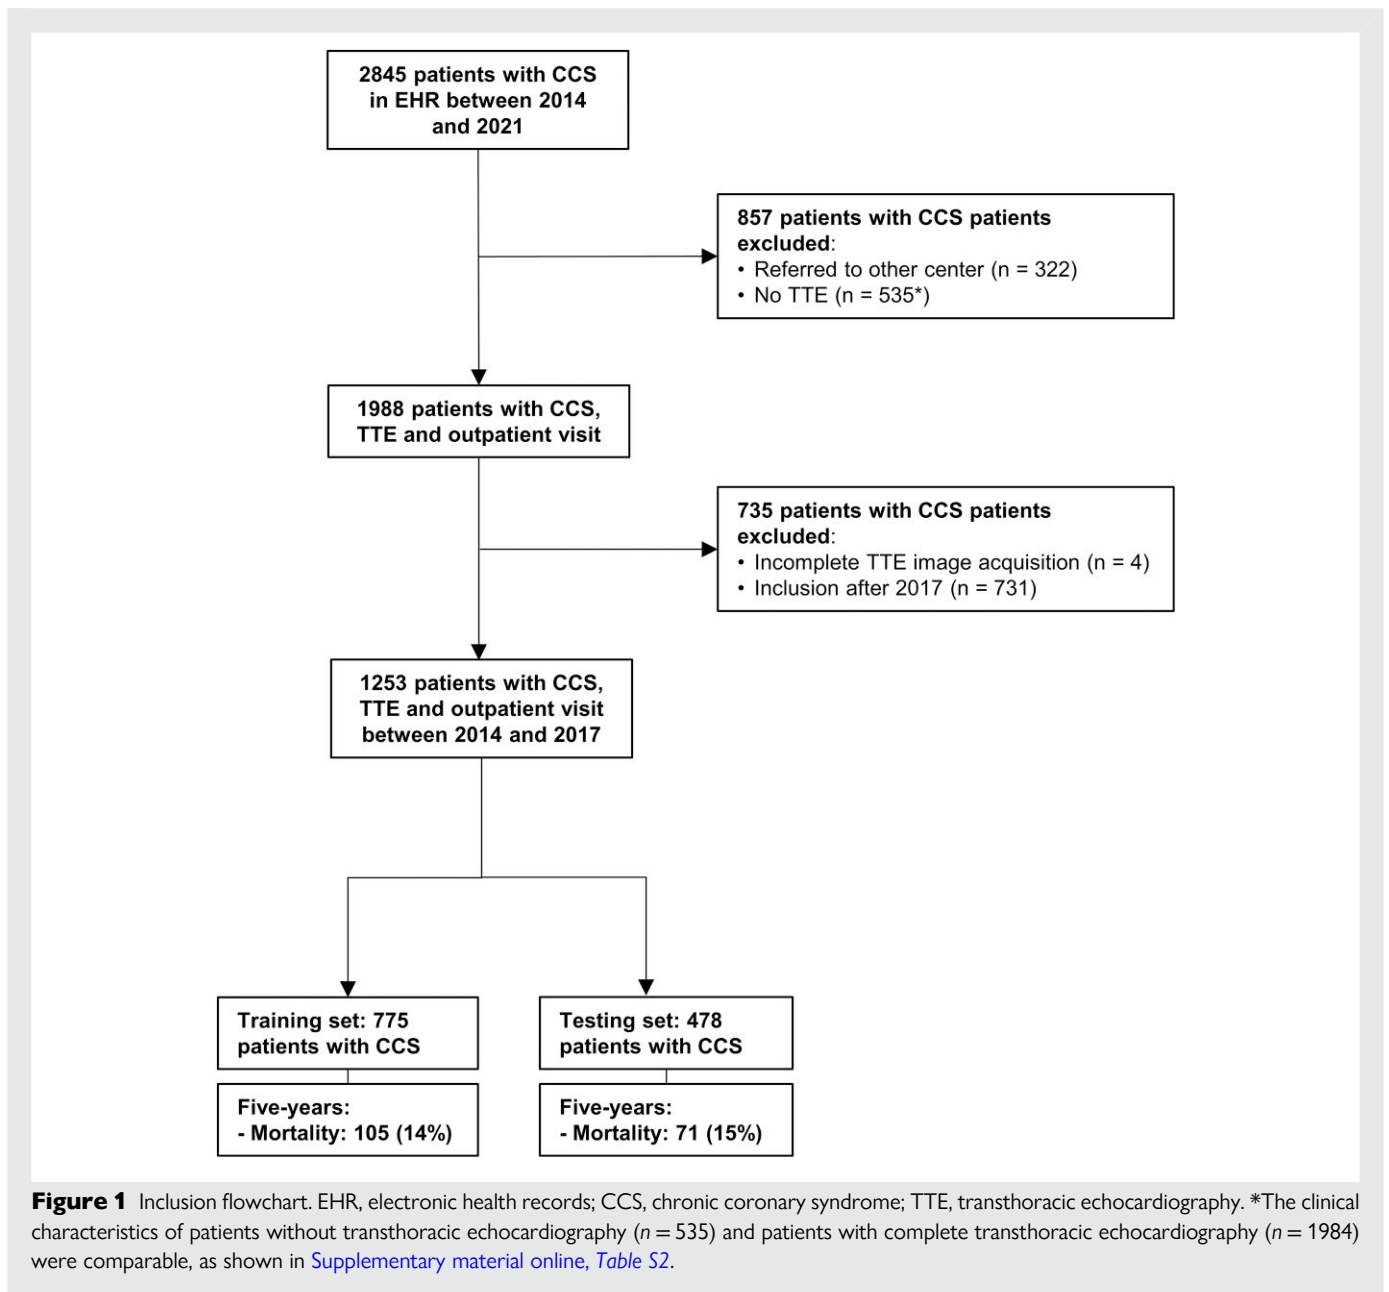 2845 patients with CCS
in EHR between 2014
and 2021
857 patients with CCS patients
excluded:
• Referred to other center (n = 322)
• No TTE (n = 535*)
1988 patients with CCS,
TTE and outpatient visit
735 patients with CCS patients
excluded:
• Incomplete TTE image acquisition (n = 4)
• Inclusion after 2017 (n = 731)
1253 patients with CCS,
TTE and outpatient visit
between 2014 and 2017
Training set: 775
patients with CCS
Five-years:
- Mortality: 105 (14%)
Testing set: 478
patients with CCS
Five-years:
- Mortality: 71 (15%)
Figure 1 Inclusion flowchart. EHR, electronic health records; CCS, chronic coronary syndrome; TTE, transthoracic echocardiography. *The clinical
characteristics of patients without transthoracic echocardiography (n = 535) and patients with complete transthoracic echocardiography (n = 1984)
were comparable, as shown in Supplementary material online, Table S2.